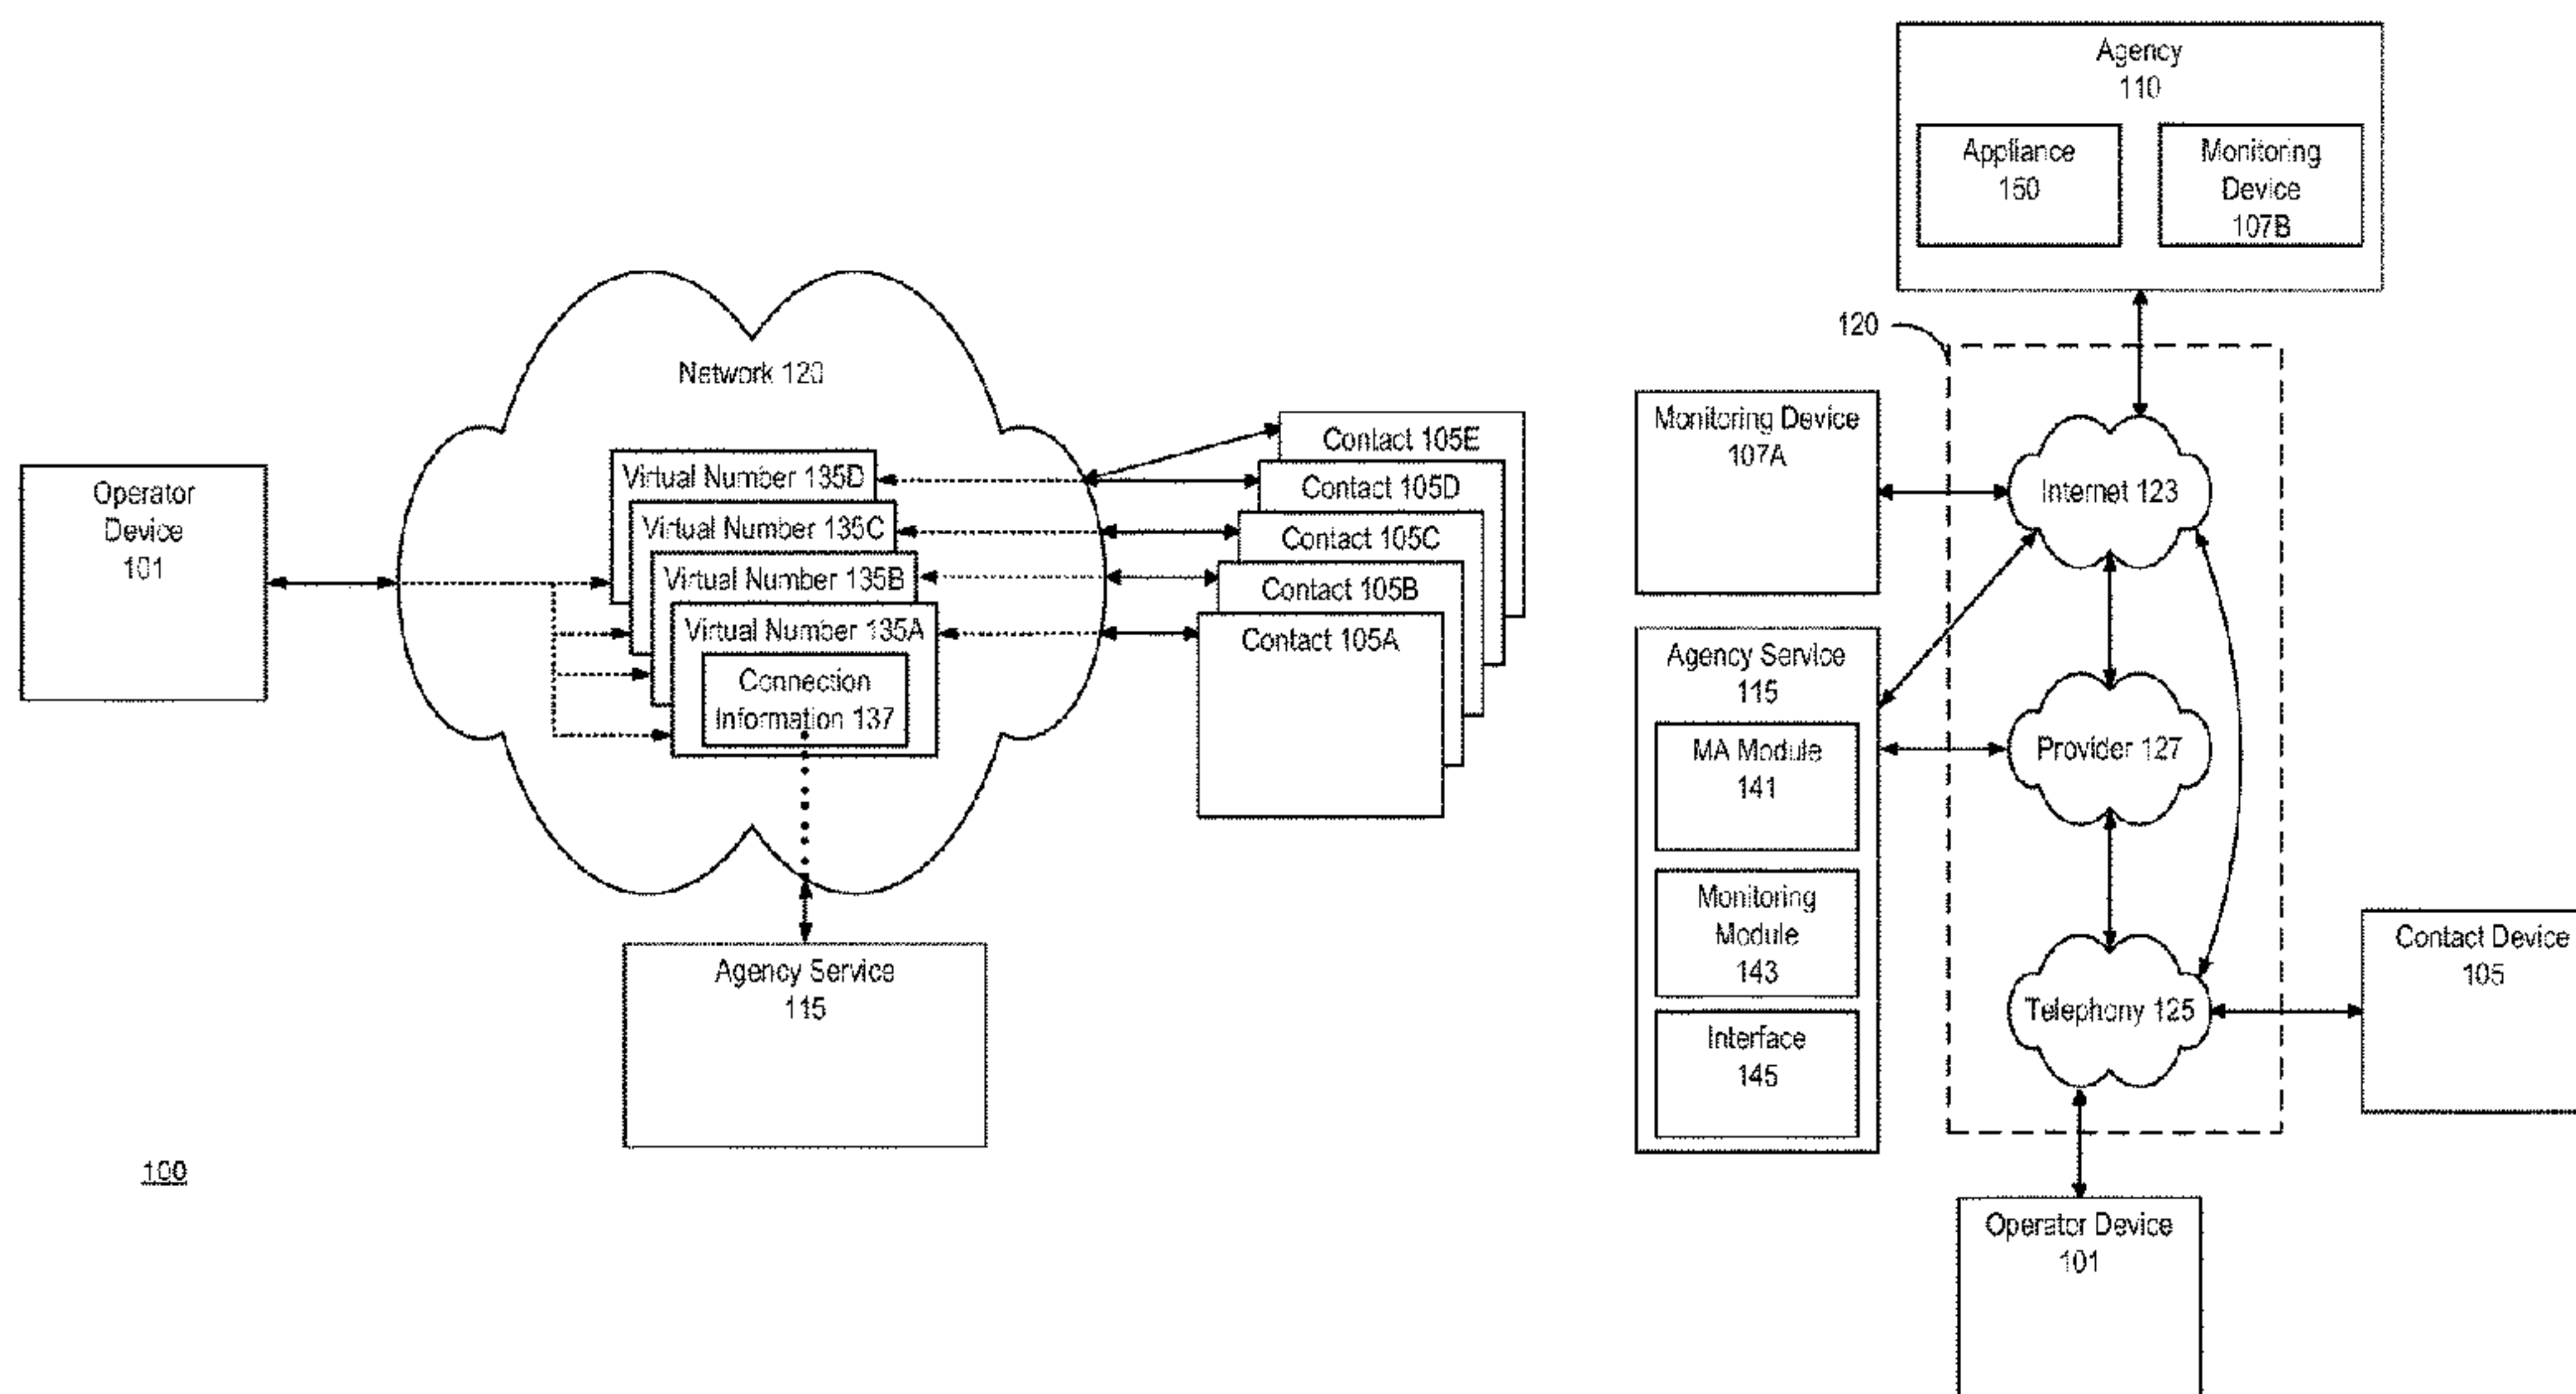 Operator
Device
101
Network 120
Virtual Number 135D
Virtual Number 135C
Virtual Number 135B
Virtual Number 135A
Connection
Information 137
Contact 105E
Contact 105D
Contact 105C
Contact 105B
Contact 105A
Agency Service
115
100
Agency
110
Appliance
150
Monitoring
Device
107B
120
Monitoring Device
107A
Internet 123
Agency Service
115
MA Module
141
Monitoring
Module
143
Interface
145
Provider 127
Telephony 125
Contact Device
105
Operator Device
101